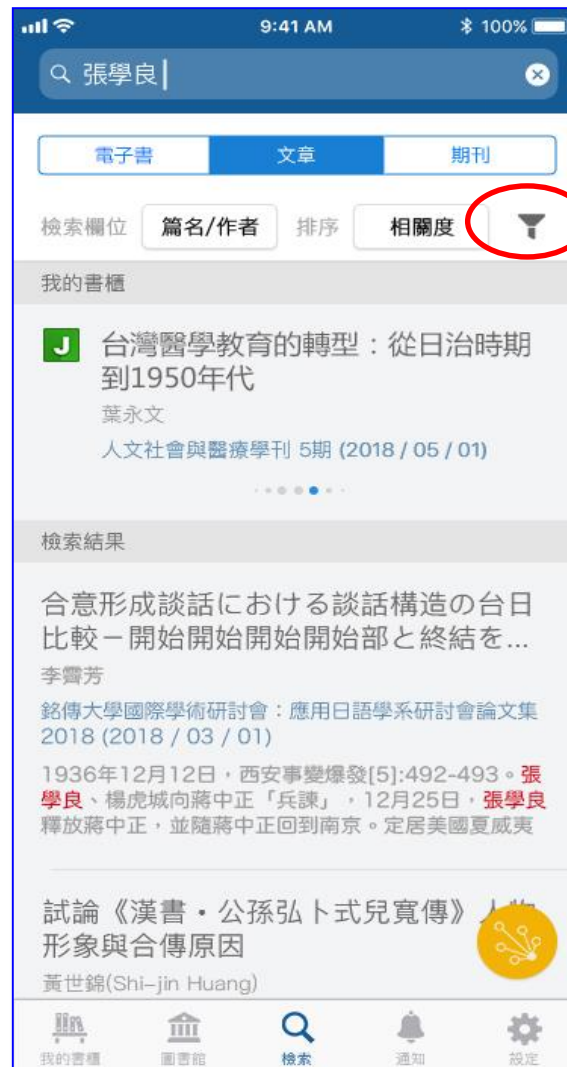 9:41 AM
100%
張學良
電子書
文章
期刊
檢索欄位
篇名/作者
排序
相關度
我的書櫃
J
台灣醫學教育的轉型：從日治時期
到1950年代
葉永文
人文社會與醫療學刊 5期 (2018 / 05 / 01)
檢索結果
合意形成談話における談話構造の台日
比較－開始開始開始開始部と終結を...
李霽芳
銘傳大學國際學術研討會：應用日語學系研討會論文集
2018 (2018 / 03 / 01)
1936年12月12日，西安事變爆發[5]:492-493。張
學良、楊虎城向蔣中正「兵諫」，12月25日，張學良
釋放蔣中正，並隨蔣中正回到南京。定居美國夏威夷
試論《漢書・公孫弘卜式兒寬傳》人物
形象與合傳原因
黃世錦(Shi-jin Huang)
我的書櫃
圖書館
檢索
通知
設定